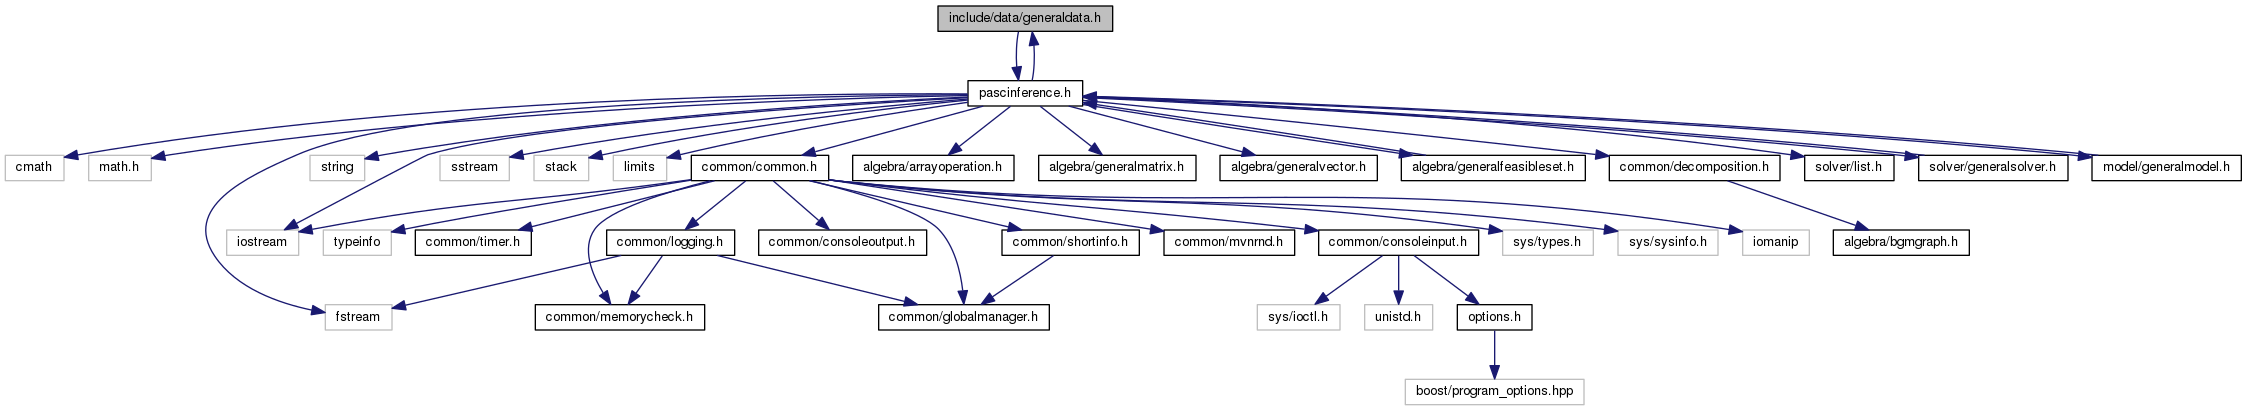 include/data/generaldata.h
pascinference.h
cmath
math.h
string
sstream
stack
limits
common/common.h
algebra/arrayoperation.h
algebra/generalmatrix.h
algebra/generalvector.h
algebra/generalfeasibleset.h
common/decomposition.h
solver/list.h
solver/generalsolver.h
model/generalmodel.h
iostream
typeinfo
common/timer.h
common/logging.h
common/consoleoutput.h
common/shortinfo.h
common/mvnrnd.h
common/consoleinput.h
sys/types.h
sys/sysinfo.h
iomanip
algebra/bgmgraph.h
fstream
common/memorycheck.h
common/globalmanager.h
sys/ioctl.h
unistd.h
options.h
boost/program_options.hpp